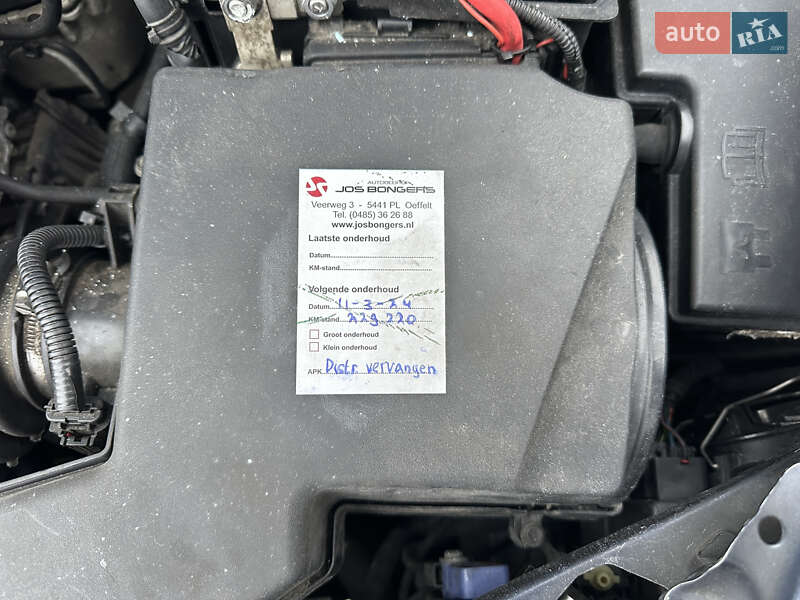 auto RIA
AUTOBEDRIJF
JOS BONGERS
Veerweg 3 - 5441 PL Oeffelt
Tel. (0485) 36 26 88
www.josbongers.nl
Laatste onderhoud
Datum
KM-stand
Volgende onderhoud
Datum 11-3-24
KM-stand 229.220
Groot onderhoud
Klein onderhoud
APK Distr. vervangen